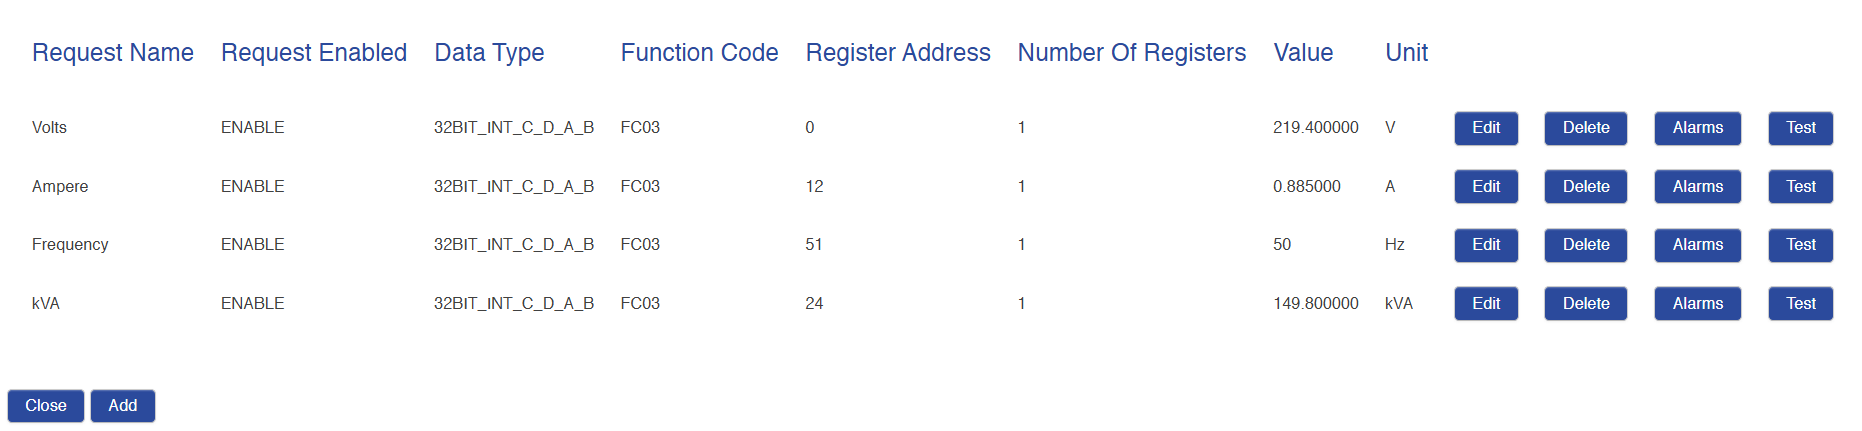 Request Name Request Enabled Data Type Function Code Register Address Number Of Registers Value Unit
Volts ENABLE 32BIT_INT_C_D_A_B FC03 0 1 219.400000 V Edit Delete Alarms Test
Ampere ENABLE 32BIT_INT_C_D_A_B FC03 12 1 0.885000 A Edit Delete Alarms Test
Frequency ENABLE 32BIT_INT_C_D_A_B FC03 51 1 50 Hz Edit Delete Alarms Test
kVA ENABLE 32BIT_INT_C_D_A_B FC03 24 1 149.800000 kVA Edit Delete Alarms Test
Close Add